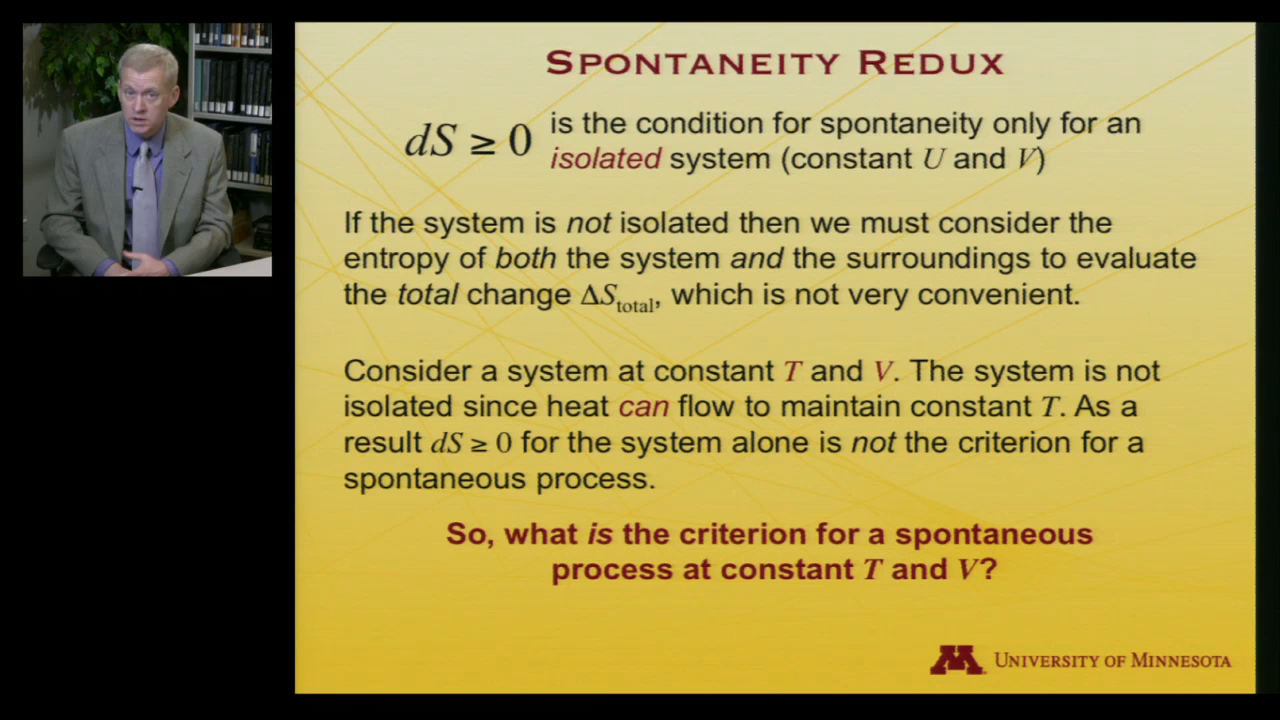 SPONTANEITY REDUX
dS ≥ 0 is the condition for spontaneity only for an
isolated system (constant U and V)
If the system is not isolated then we must consider the
entropy of both the system and the surroundings to evaluate
the total change ΔS_total, which is not very convenient.
Consider a system at constant T and V. The system is not
isolated since heat can flow to maintain constant T. As a
result dS ≥ 0 for the system alone is not the criterion for a
spontaneous process.
So, what is the criterion for a spontaneous
process at constant T and V?
M UNIVERSITY OF MINNESOTA